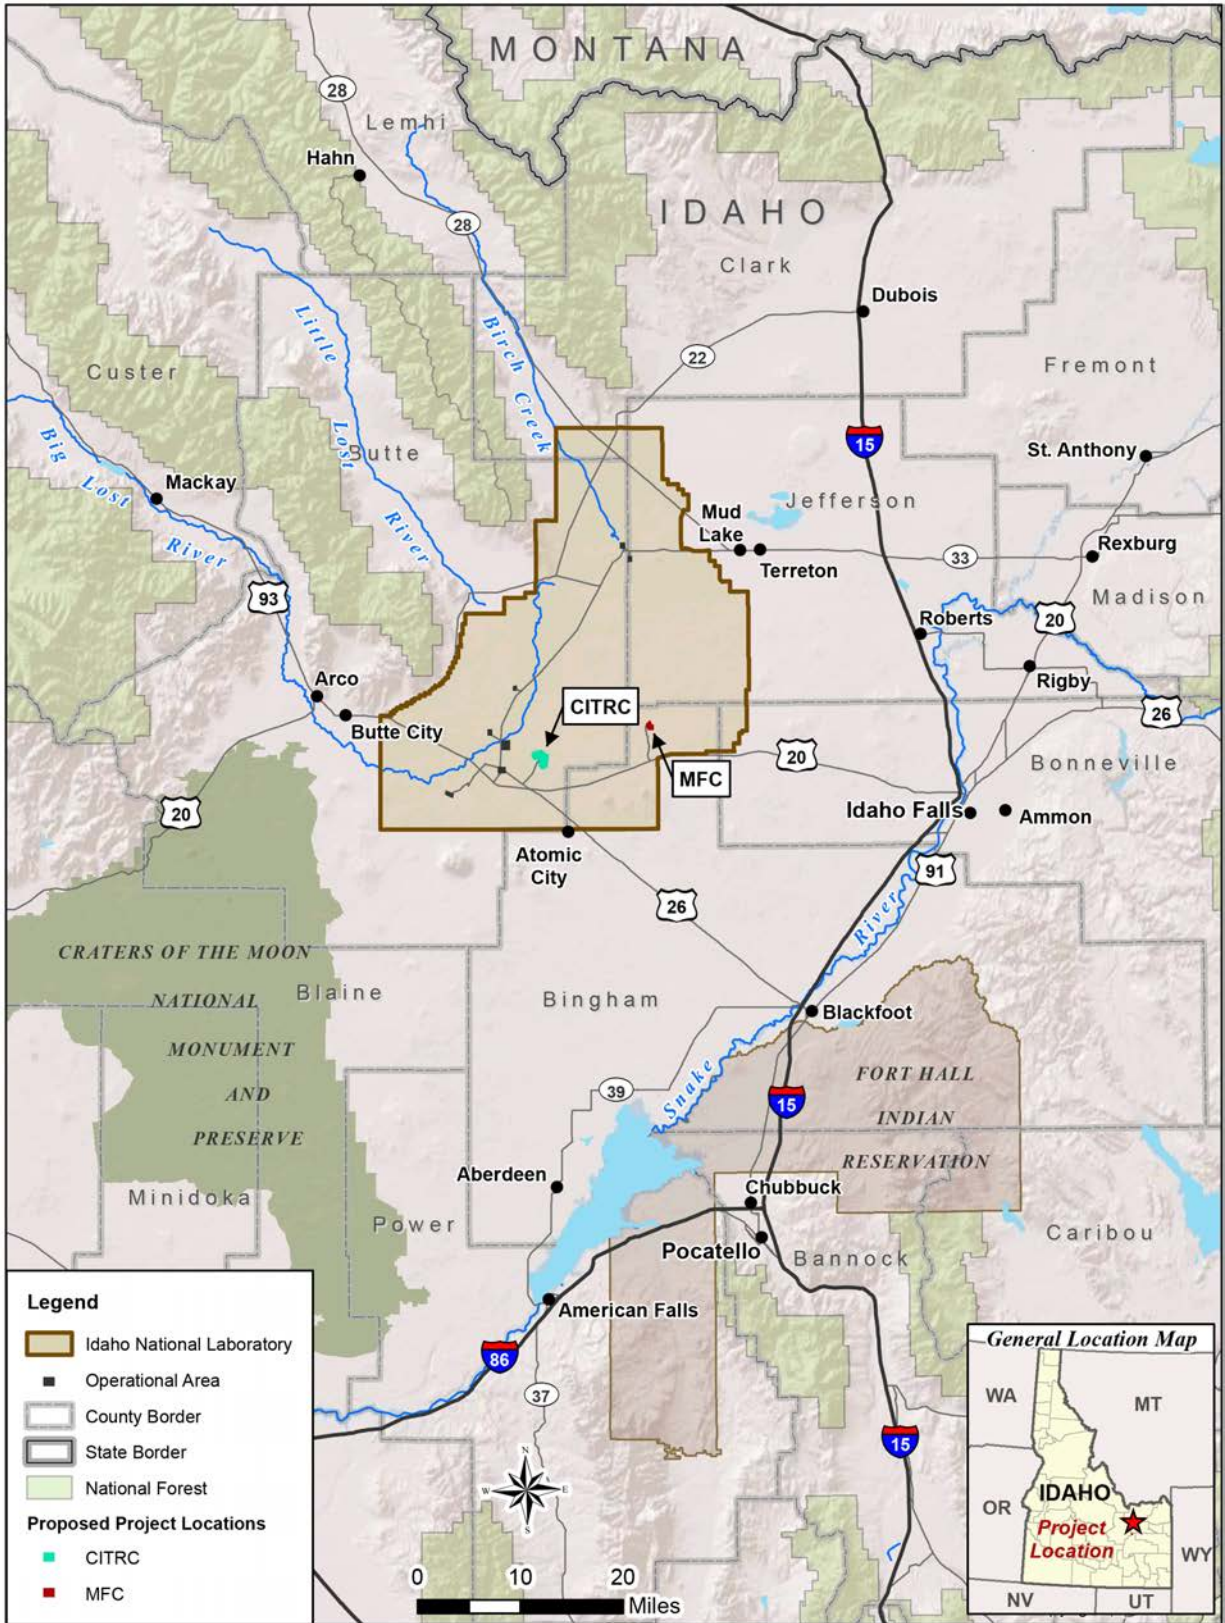 MONTANA
28
Lemhi
Hahn
28
IDAHO
Clark
Dubois
Little
Lost
River
Birch Creek
22
Custer
Fremont
Big
Lost
River
Butte
15
St. Anthony
Mackay
Jefferson
Mud
Lake
Terreton
33
Rexburg
93
Madison
Roberts
20
Rigby
Arco
Butte City
CITRC
26
MFC
20
Bonneville
20
Idaho Falls
Ammon
Atomic
City
91
26
River
CRATERS OF THE MOON
NATIONAL
MONUMENT
AND
PRESERVE
Blaine
Bingham
Blackfoot
Snake
FORT HALL
INDIAN
RESERVATION
39
15
Aberdeen
Chubbuck
Minidoka
Power
Pocatello
Bannock
Caribou
American Falls
86
37
15
Legend
Idaho National Laboratory
Operational Area
County Border
State Border
National Forest
Proposed Project Locations
CITRC
MFC
N
W
E
S
0
10
20
Miles
General Location Map
WA
MT
OR
IDAHO
Project
Location
WY
NV
UT